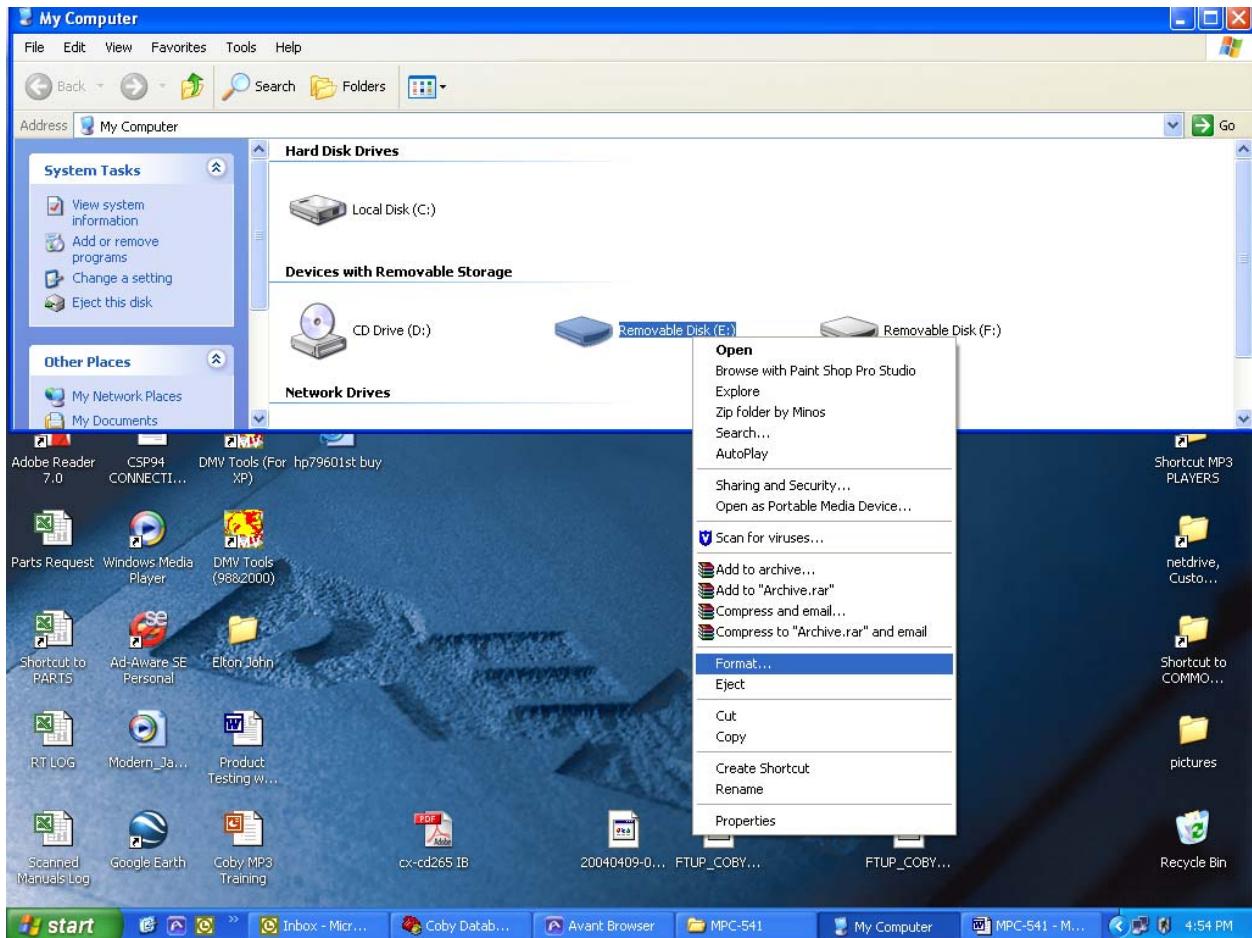 My Computer
File Edit View Favorites Tools Help
Back Search Folders
Address My Computer Go
System Tasks
View system
information
Add or remove
programs
Change a setting
Eject this disk
Other Places
My Network Places
My Documents
Hard Disk Drives
Local Disk (C:)
Devices with Removable Storage
CD Drive (D:)
Removable Disk (E:)
Removable Disk (F:)
Network Drives
Open
Browse with Paint Shop Pro Studio
Explore
Zip folder by Minos
Search...
AutoPlay
Sharing and Security...
Open as Portable Media Device...
Scan for viruses...
Add to archive...
Add to "Archive.rar"
Compress and email...
Compress to "Archive.rar" and email
Format...
Eject
Cut
Copy
Create Shortcut
Rename
Properties
Adobe Reader
7.0
CSP94
CONNECTI...
DMV Tools (For
XP)
hp79601st buy
Shortcut MP3
PLAYERS
Parts Request
Windows Media
Player
DMV Tools
(98&2000)
netdrive,
Custo...
Shortcut to
PARTS
Ad-Aware SE
Personal
Elton John
Shortcut to
COMMO...
RT LOG
Modern_Ja...
Product
Testing w...
pictures
Scanned
Manuals Log
Google Earth
Coby MP3
Training
cx-cd265 IB
20040409-0...
FTUP_COBY...
FTUP_COBY...
Recycle Bin
start
Inbox - Micr...
Coby Datab...
Avant Browser
MPC-541
My Computer
MPC-541 - M...
4:54 PM